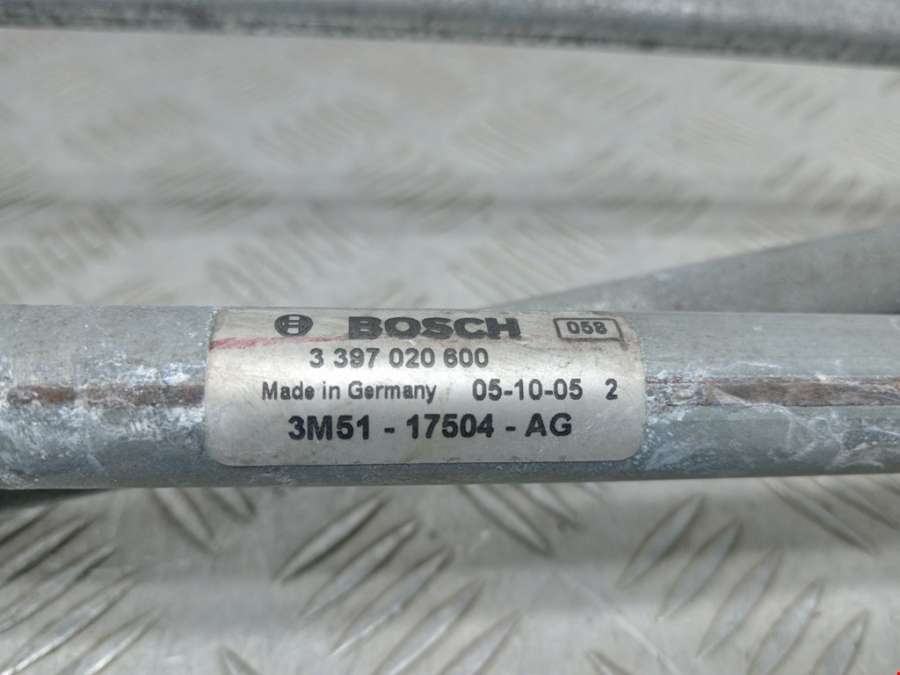 BOSCH 058
3 397 020 600
Made in Germany 05-10-05 2
3M51 - 17504 - AG